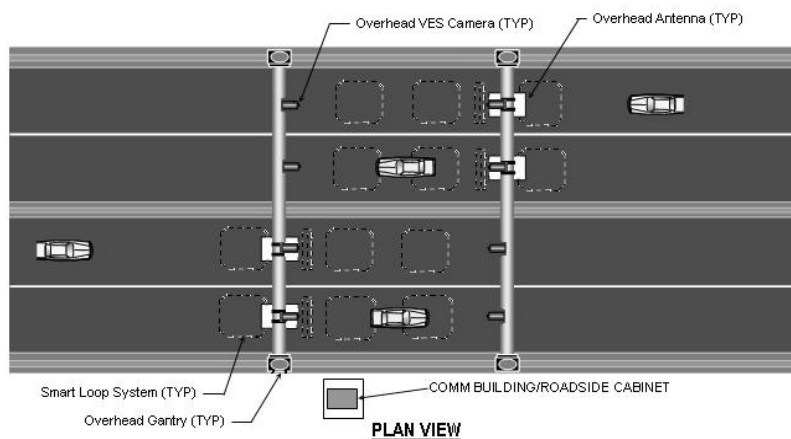 Overhead VES Camera (TYP)
Overhead Antenna (TYP)
Smart Loop System (TYP)
COMM BUILDING/ROADSIDE CABINET
Overhead Gantry (TYP)
PLAN VIEW